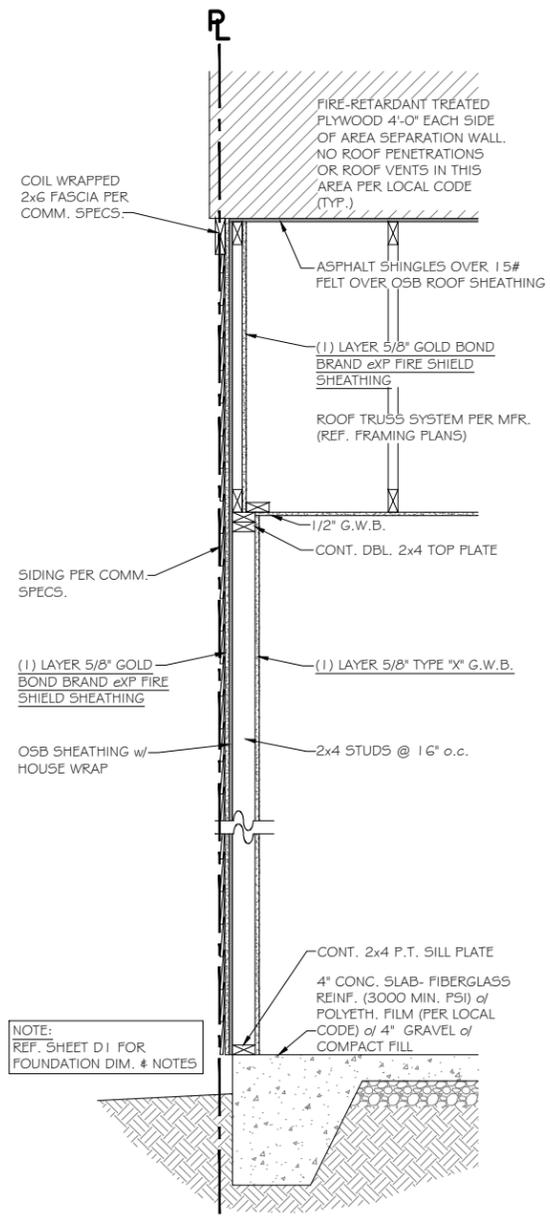 PL
FIRE-RETARDANT TREATED
PLYWOOD 4'-0" EACH SIDE
OF AREA SEPARATION WALL.
NO ROOF PENETRATIONS
OR ROOF VENTS IN THIS
AREA PER LOCAL CODE
(TYP.)
COIL WRAPPED
2x6 FASCIA PER
COMM. SPECS.
ASPHALT SHINGLES OVER 15#
FELT OVER OSB ROOF SHEATHING
(1) LAYER 5/8" GOLD BOND
BRAND eXP FIRE SHIELD
SHEATHING
ROOF TRUSS SYSTEM PER MFR.
(REF. FRAMING PLANS)
1/2" G.W.B.
CONT. DBL. 2x4 TOP PLATE
SIDING PER COMM.
SPECS.
(1) LAYER 5/8" GOLD
BOND BRAND eXP FIRE
SHIELD SHEATHING
(1) LAYER 5/8" TYPE "X" G.W.B.
OSB SHEATHING w/
HOUSE WRAP
2x4 STUDS @ 16" o.c.
CONT. 2x4 P.T. SILL PLATE
4" CONC. SLAB- FIBERGLASS
REINF. (3000 MIN. PSI) o/
POLYETH. FILM (PER LOCAL
CODE) o/ 4" GRAVEL o/
COMPACT FILL
NOTE:
REF. SHEET D1 FOR
FOUNDATION DIM. & NOTES